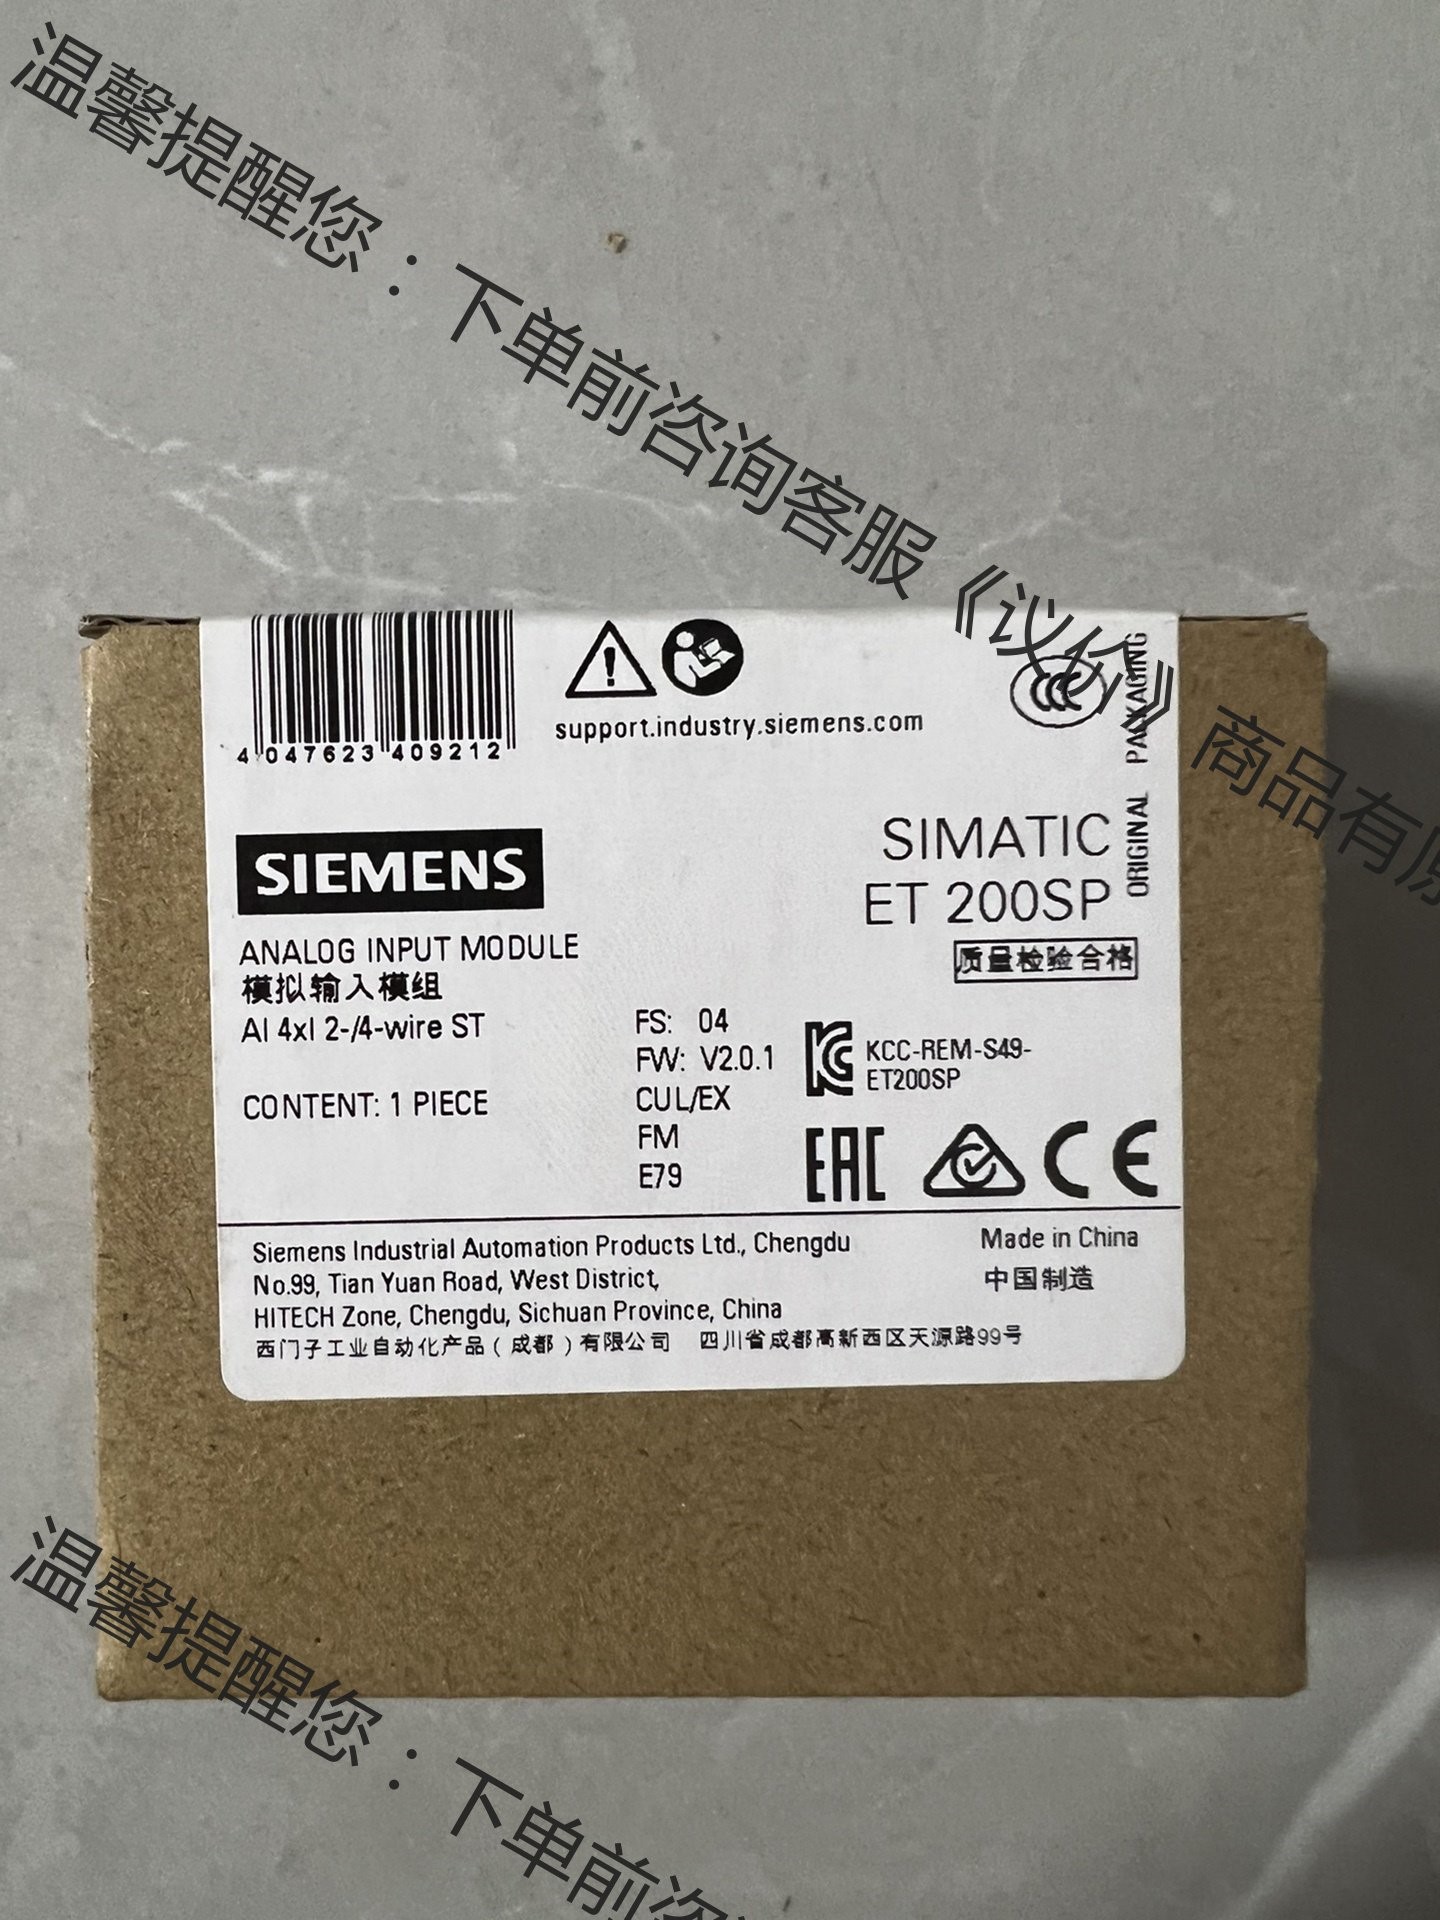 温馨提醒您：下单前咨询客服《议价》商品有
4 047623 409212
support.industry.siemens.com
ORIGINAL PACKAGING
SIEMENS
SIMATIC
ET 200SP
质量检验合格
ANALOG INPUT MODULE
模拟输入模组
AI 4xI 2-/4-wire ST
CONTENT: 1 PIECE
FS: 04
FW: V2.0.1
CUL/EX
FM
E79
KCC-REM-S49-
ET200SP
EAC
CE
Siemens Industrial Automation Products Ltd., Chengdu
No.99, Tian Yuan Road, West District,
HITECH Zone, Chengdu, Sichuan Province, China
西门子工业自动化产品(成都)有限公司 四川省成都高新西区天源路99号
Made in China
中国制造
温馨提醒您：下单前咨